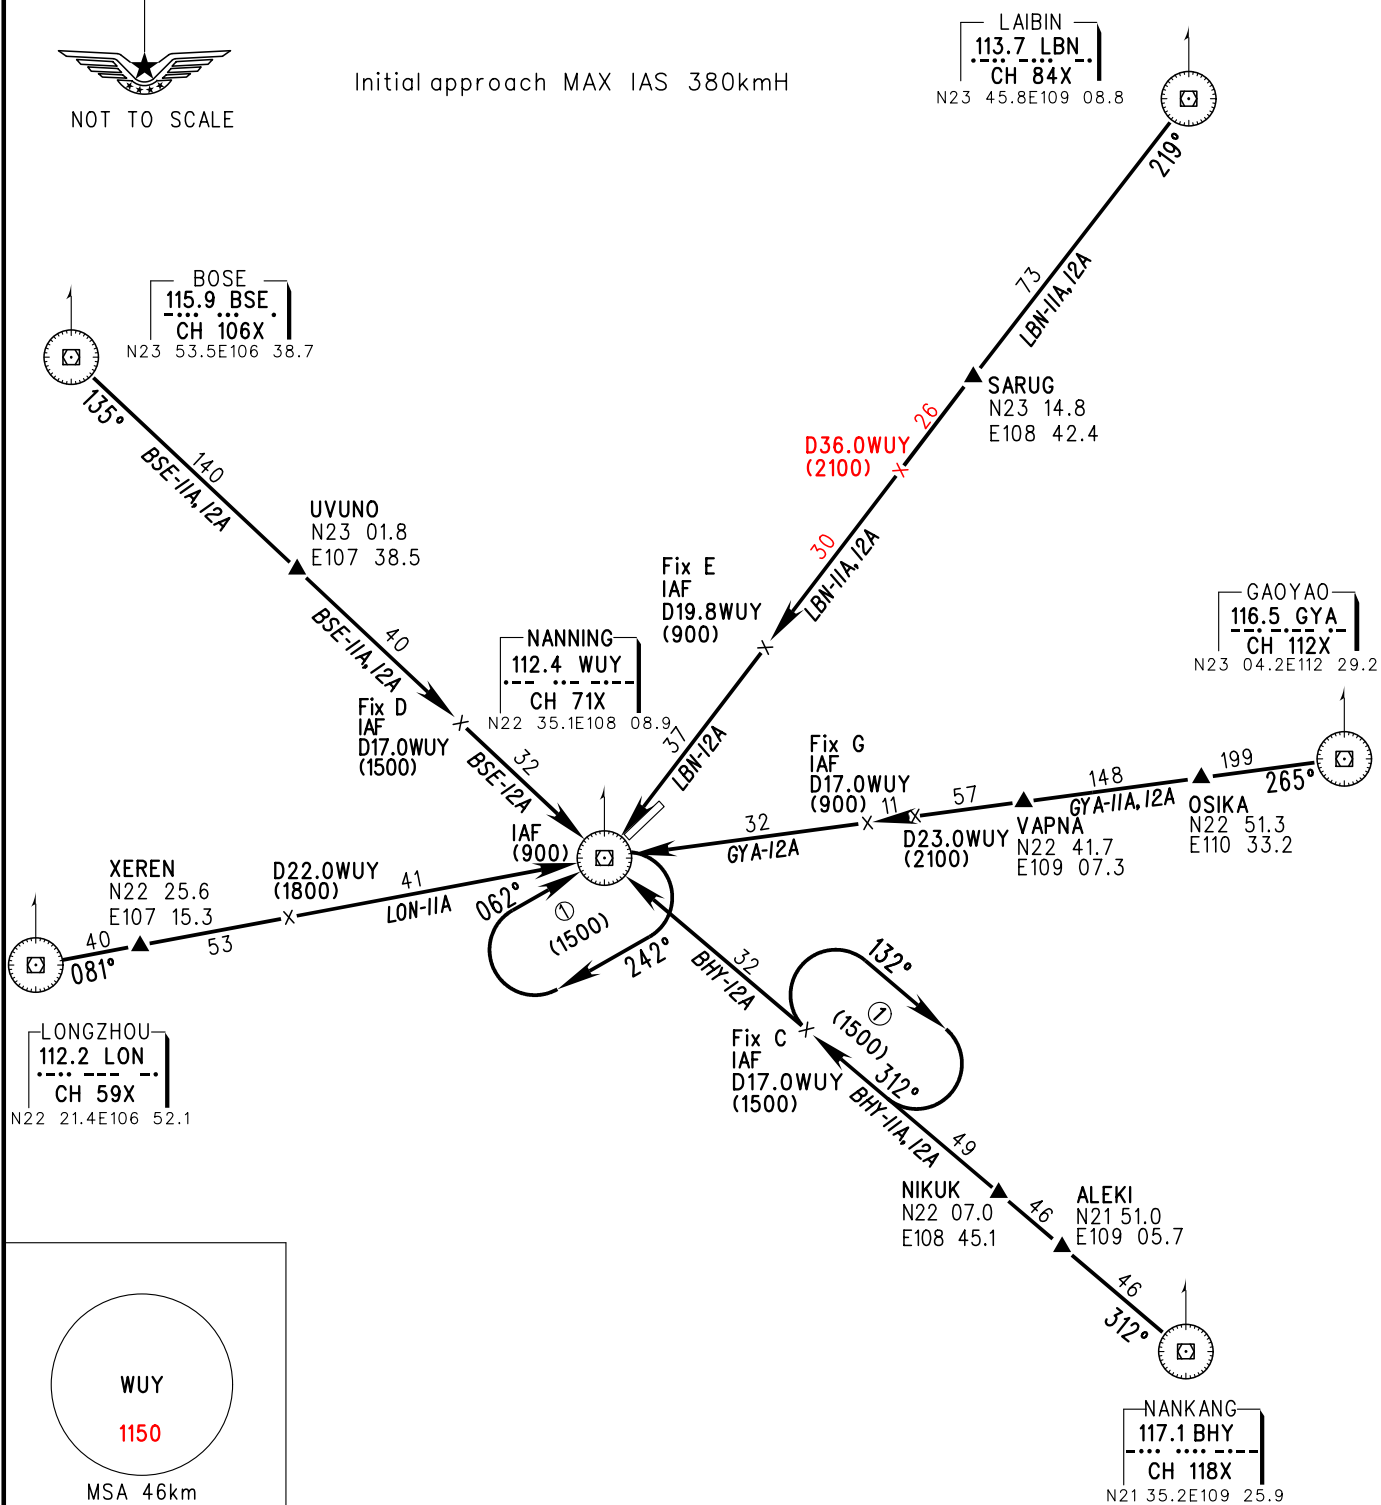 NOT TO SCALE
Initial approach MAX IAS 380kmH
LAIBIN
113.7 LBN
CH 84X
N23 45.8E109 08.8
219°
73
LBN-11A,12A
SARUG
N23 14.8
E108 42.4
26
D36.0WUY
(2100)
30
LBN-11A,12A
BOSE
115.9 BSE
CH 106X
N23 53.5E106 38.7
135°
140
BSE-11A,12A
UVUNO
N23 01.8
E107 38.5
40
BSE-11A,12A
Fix D
IAF
D17.0WUY
(1500)
32
BSE-12A
Fix E
IAF
D19.8WUY
(900)
37
LBN-12A
NANNING
112.4 WUY
CH 71X
N22 35.1E108 08.9
IAF
(900)
GAOYAO
116.5 GYA
CH 112X
N23 04.2E112 29.2
265°
199
OSIKA
N22 51.3
E110 33.2
148
GYA-11A,12A
VAPNA
N22 41.7
E109 07.3
57
D23.0WUY
(2100)
11
Fix G
IAF
D17.0WUY
(900)
32
GYA-12A
XEREN
N22 25.6
E107 15.3
40
081°
53
D22.0WUY
(1800)
41
LON-11A
062°
①
(1500)
242°
LONGZHOU
112.2 LON
CH 59X
N22 21.4E106 52.1
32
BHY-12A
132°
①
(1500)
312°
Fix C
IAF
D17.0WUY
(1500)
BHY-11A,12A
49
NIKUK
N22 07.0
E108 45.1
46
ALEKI
N21 51.0
E109 05.7
46
312°
NANKANG
117.1 BHY
CH 118X
N21 35.2E109 25.9
WUY
1150
MSA 46km